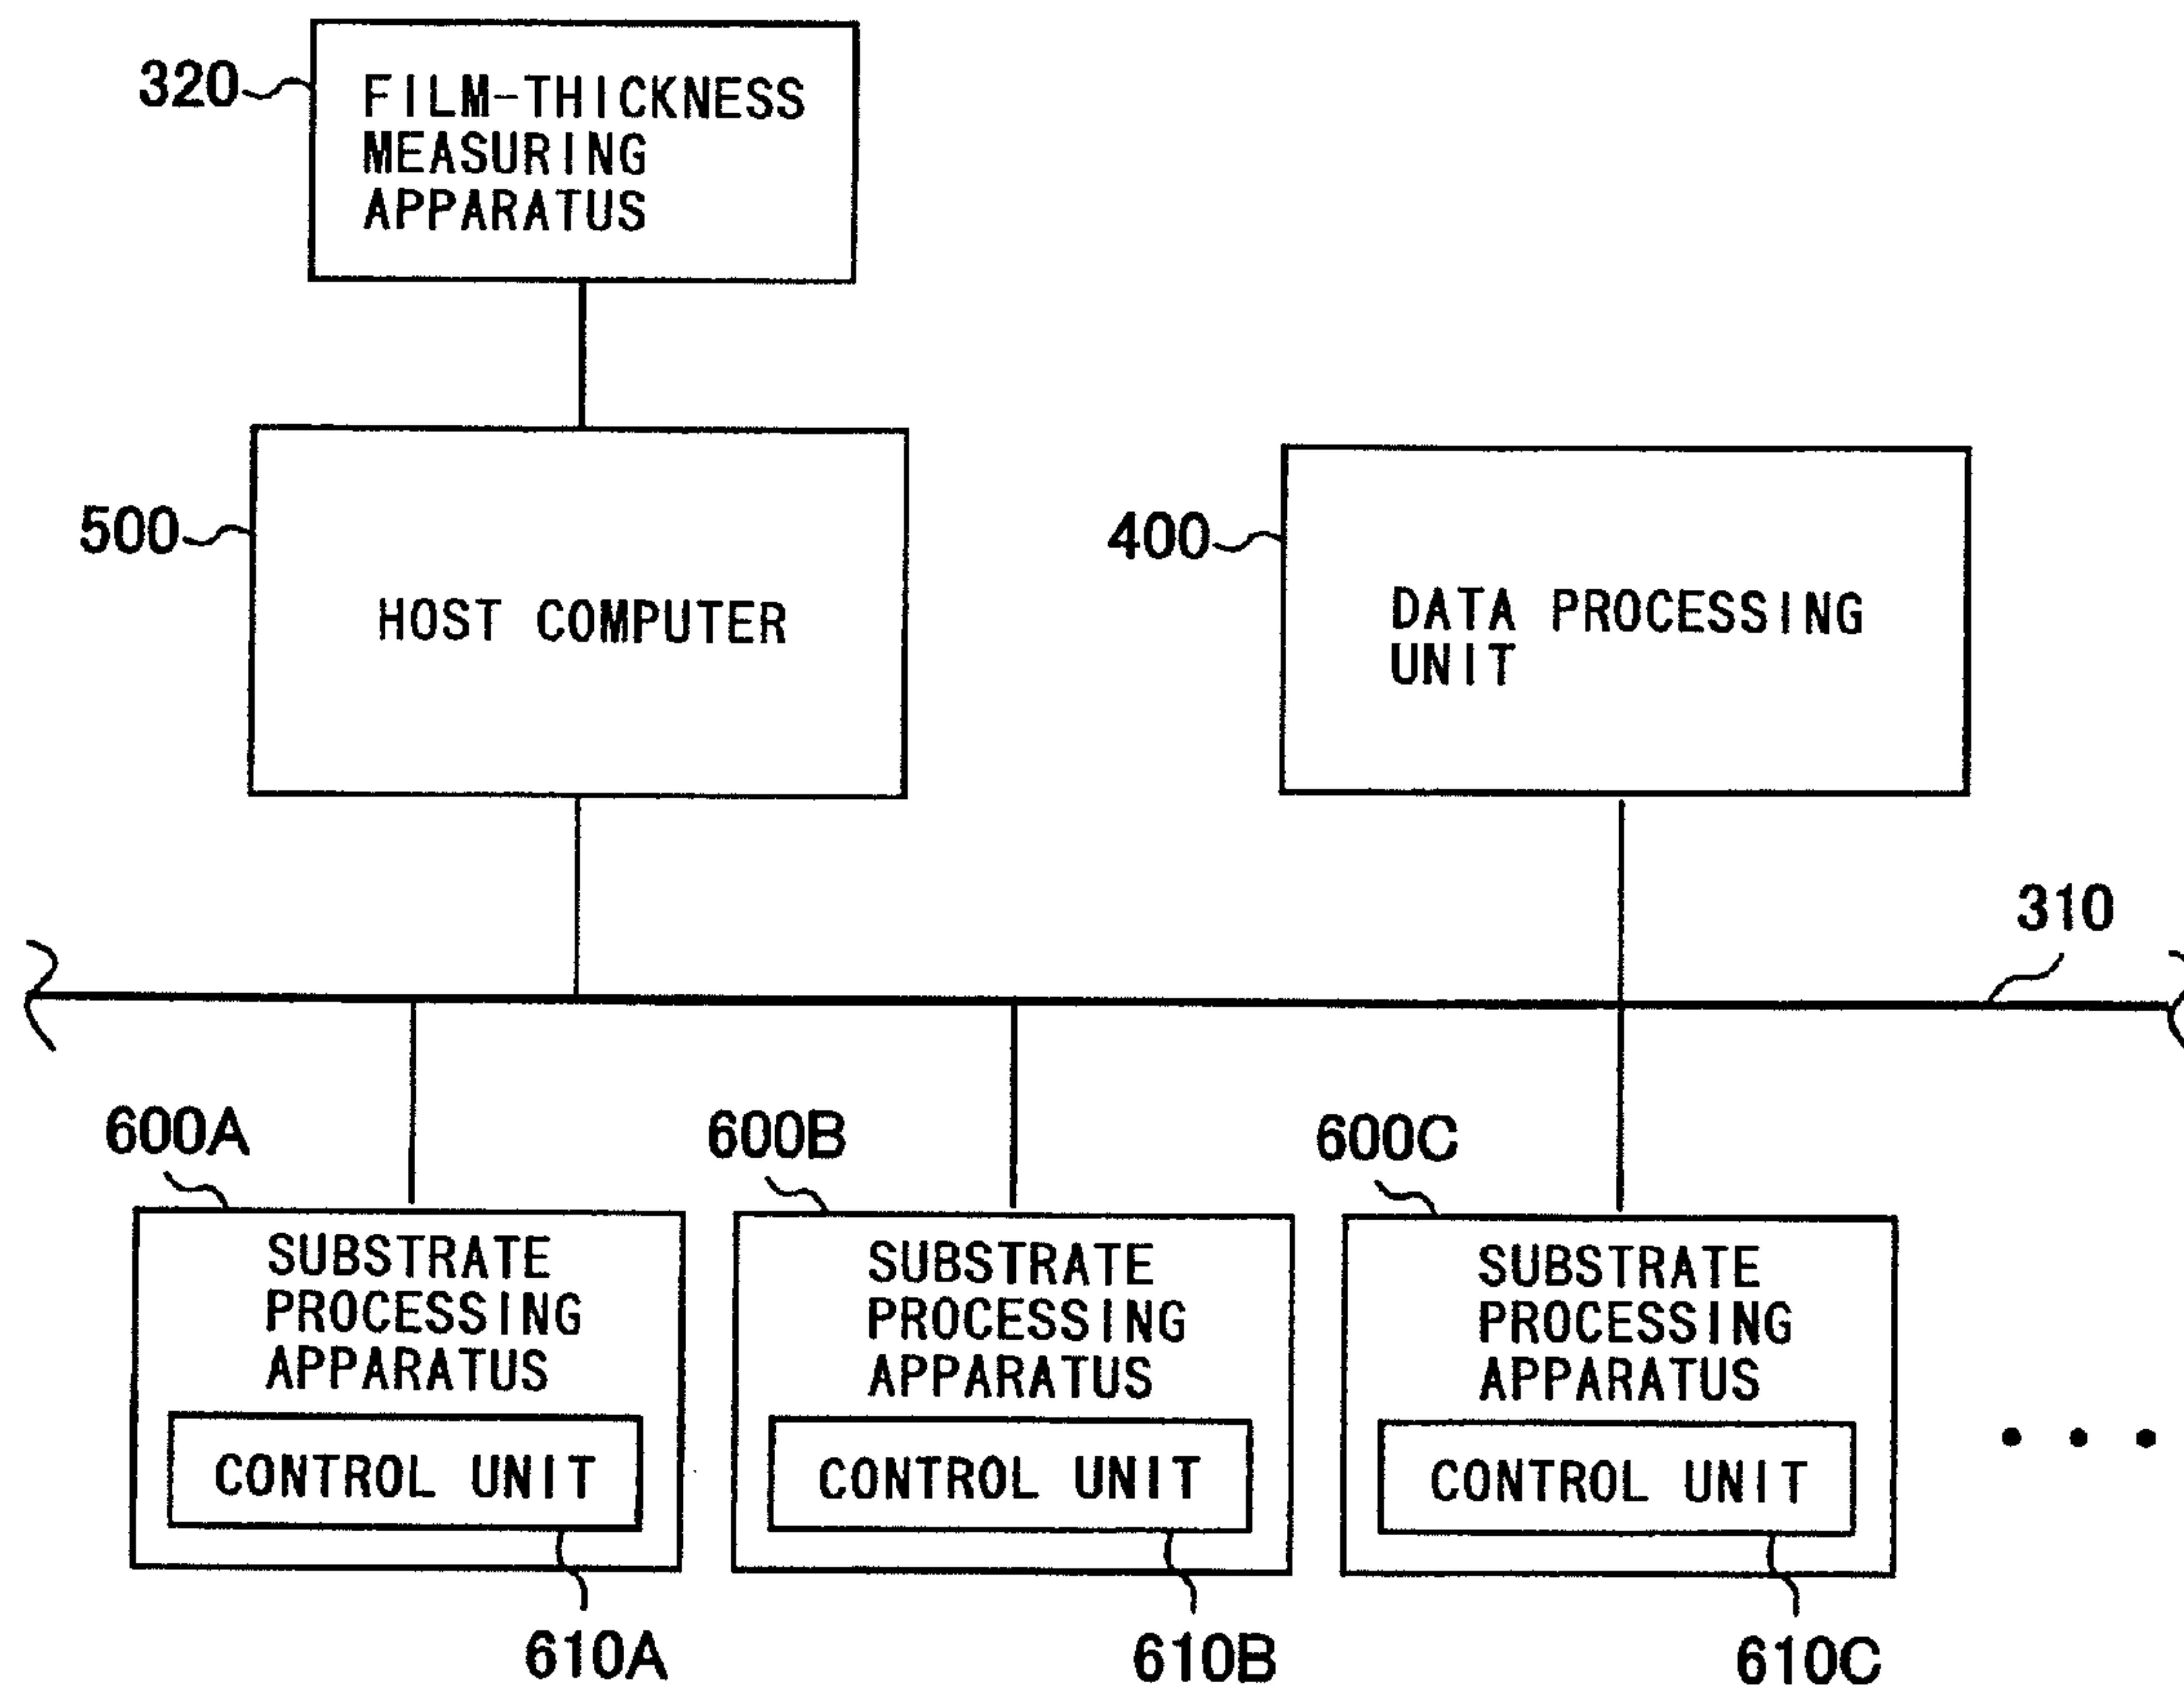 320
FILM-THICKNESS
MEASURING
APPARATUS
500
HOST COMPUTER
400
DATA PROCESSING
UNIT
310
600A
SUBSTRATE
PROCESSING
APPARATUS
CONTROL UNIT
610A
600B
SUBSTRATE
PROCESSING
APPARATUS
CONTROL UNIT
610B
600C
SUBSTRATE
PROCESSING
APPARATUS
CONTROL UNIT
610C
• • •